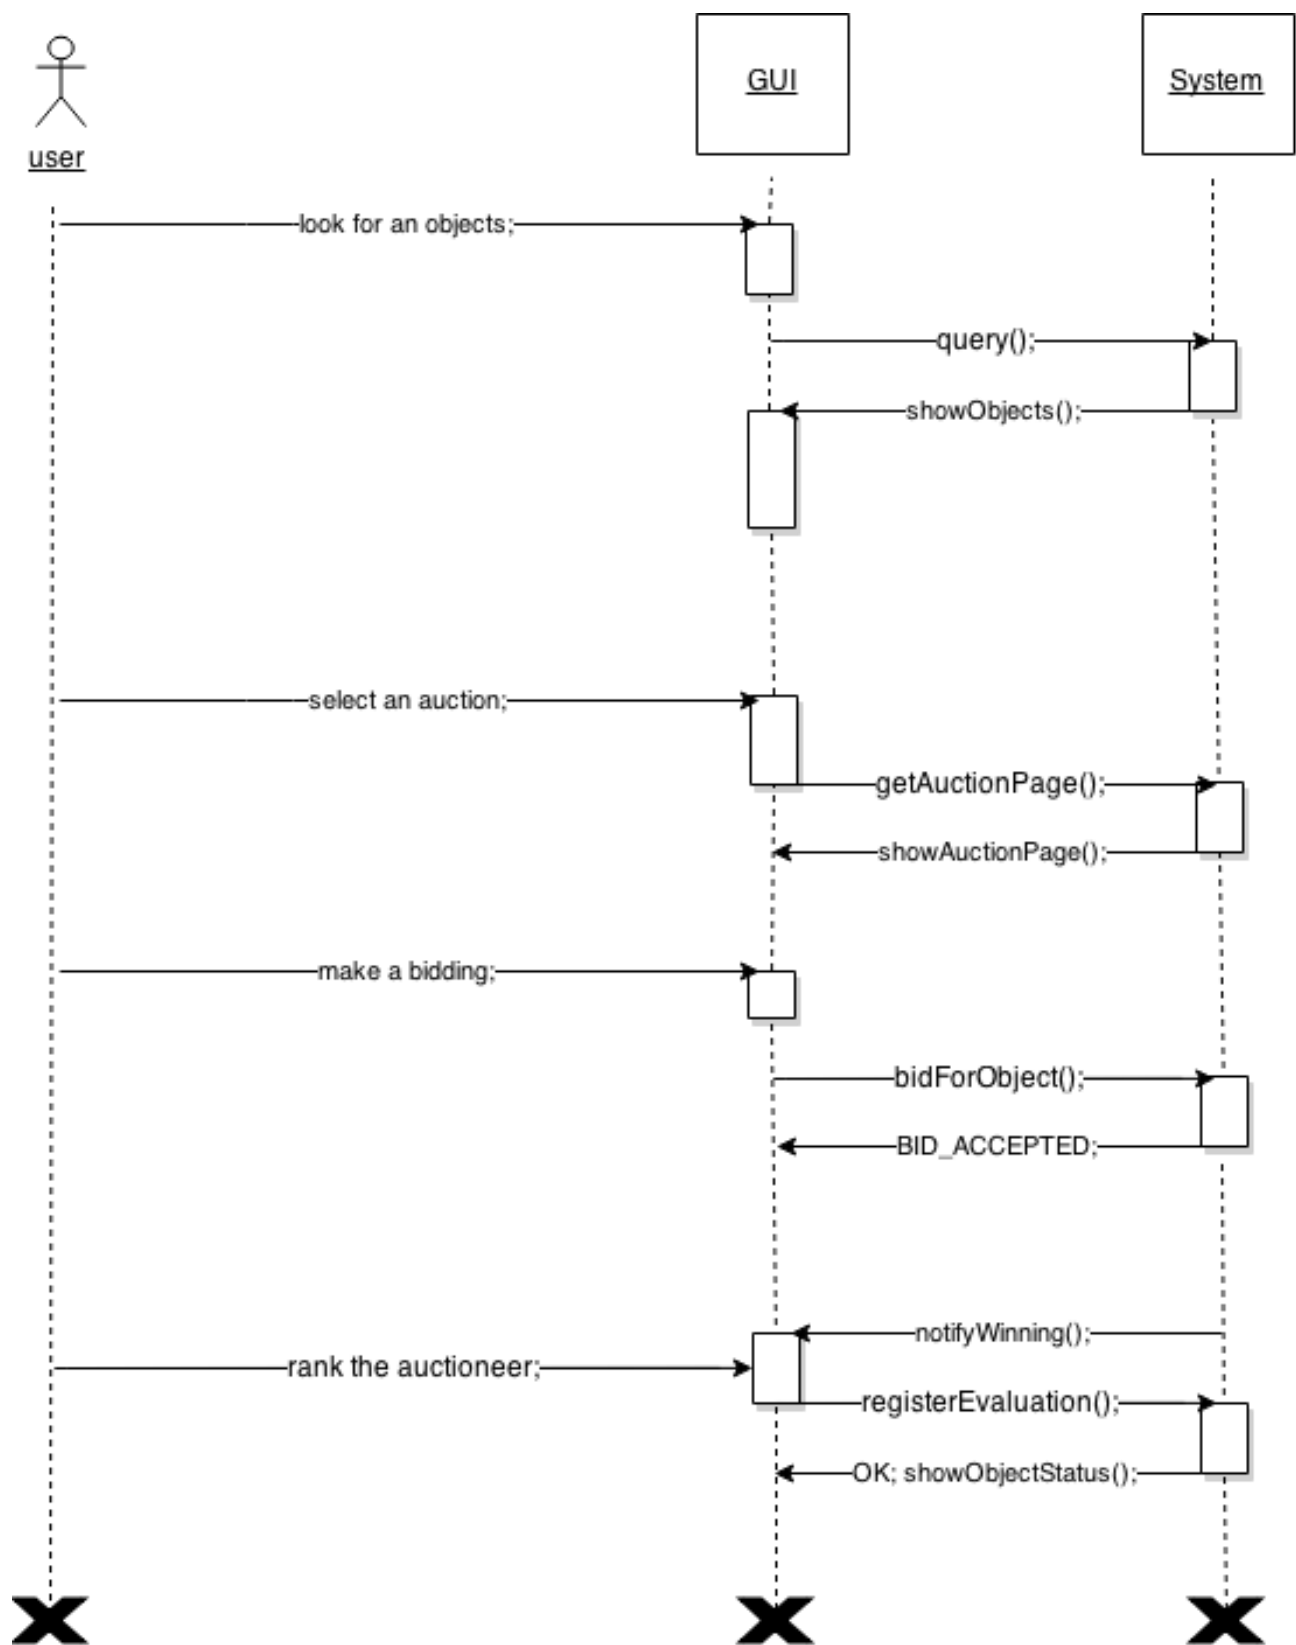 GUI
System
user
look for an objects;
query();
showObjects();
select an auction;
getAuctionPage();
showAuctionPage();
make a bidding;
bidForObject();
BID_ACCEPTED;
notifyWinning();
rank the auctioneer;
registerEvaluation();
OK; showObjectStatus();